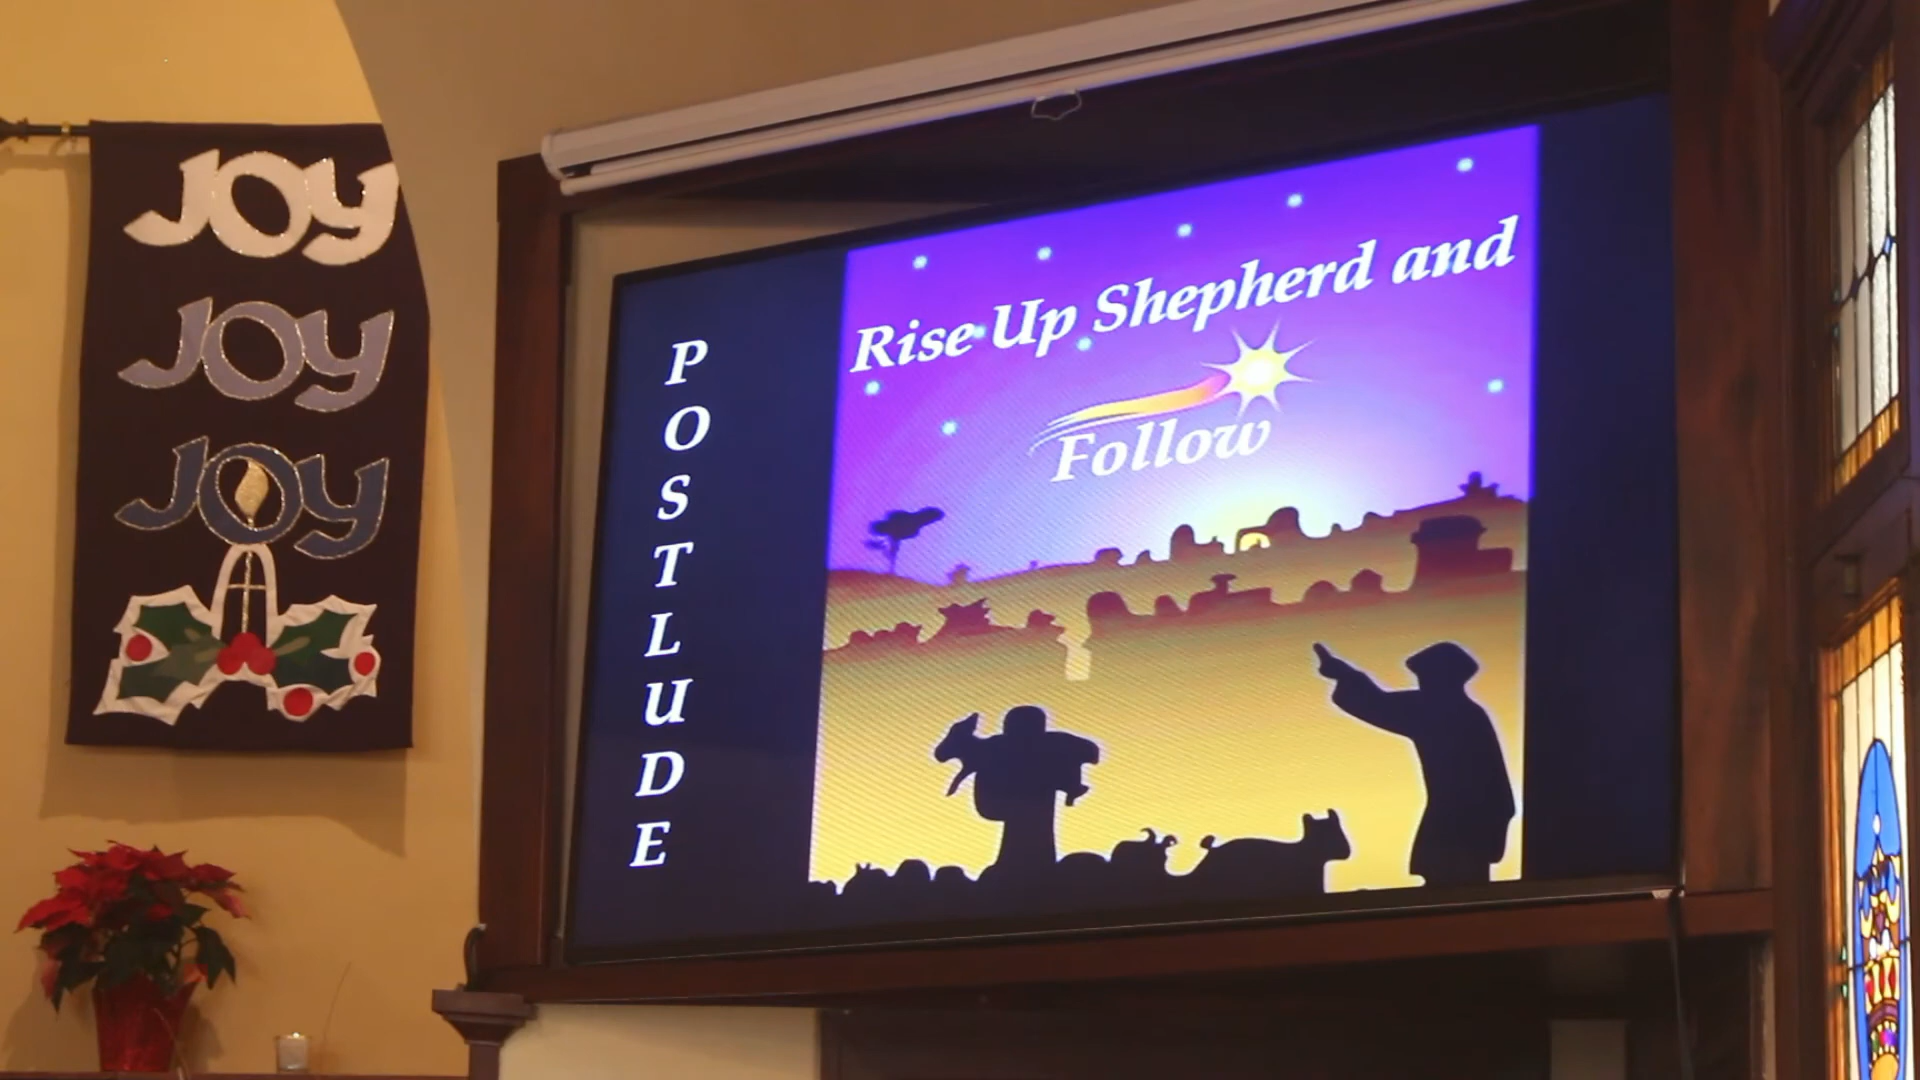 JOY
JOY
JOY
POSTLUDE
Rise Up Shepherd and
Follow